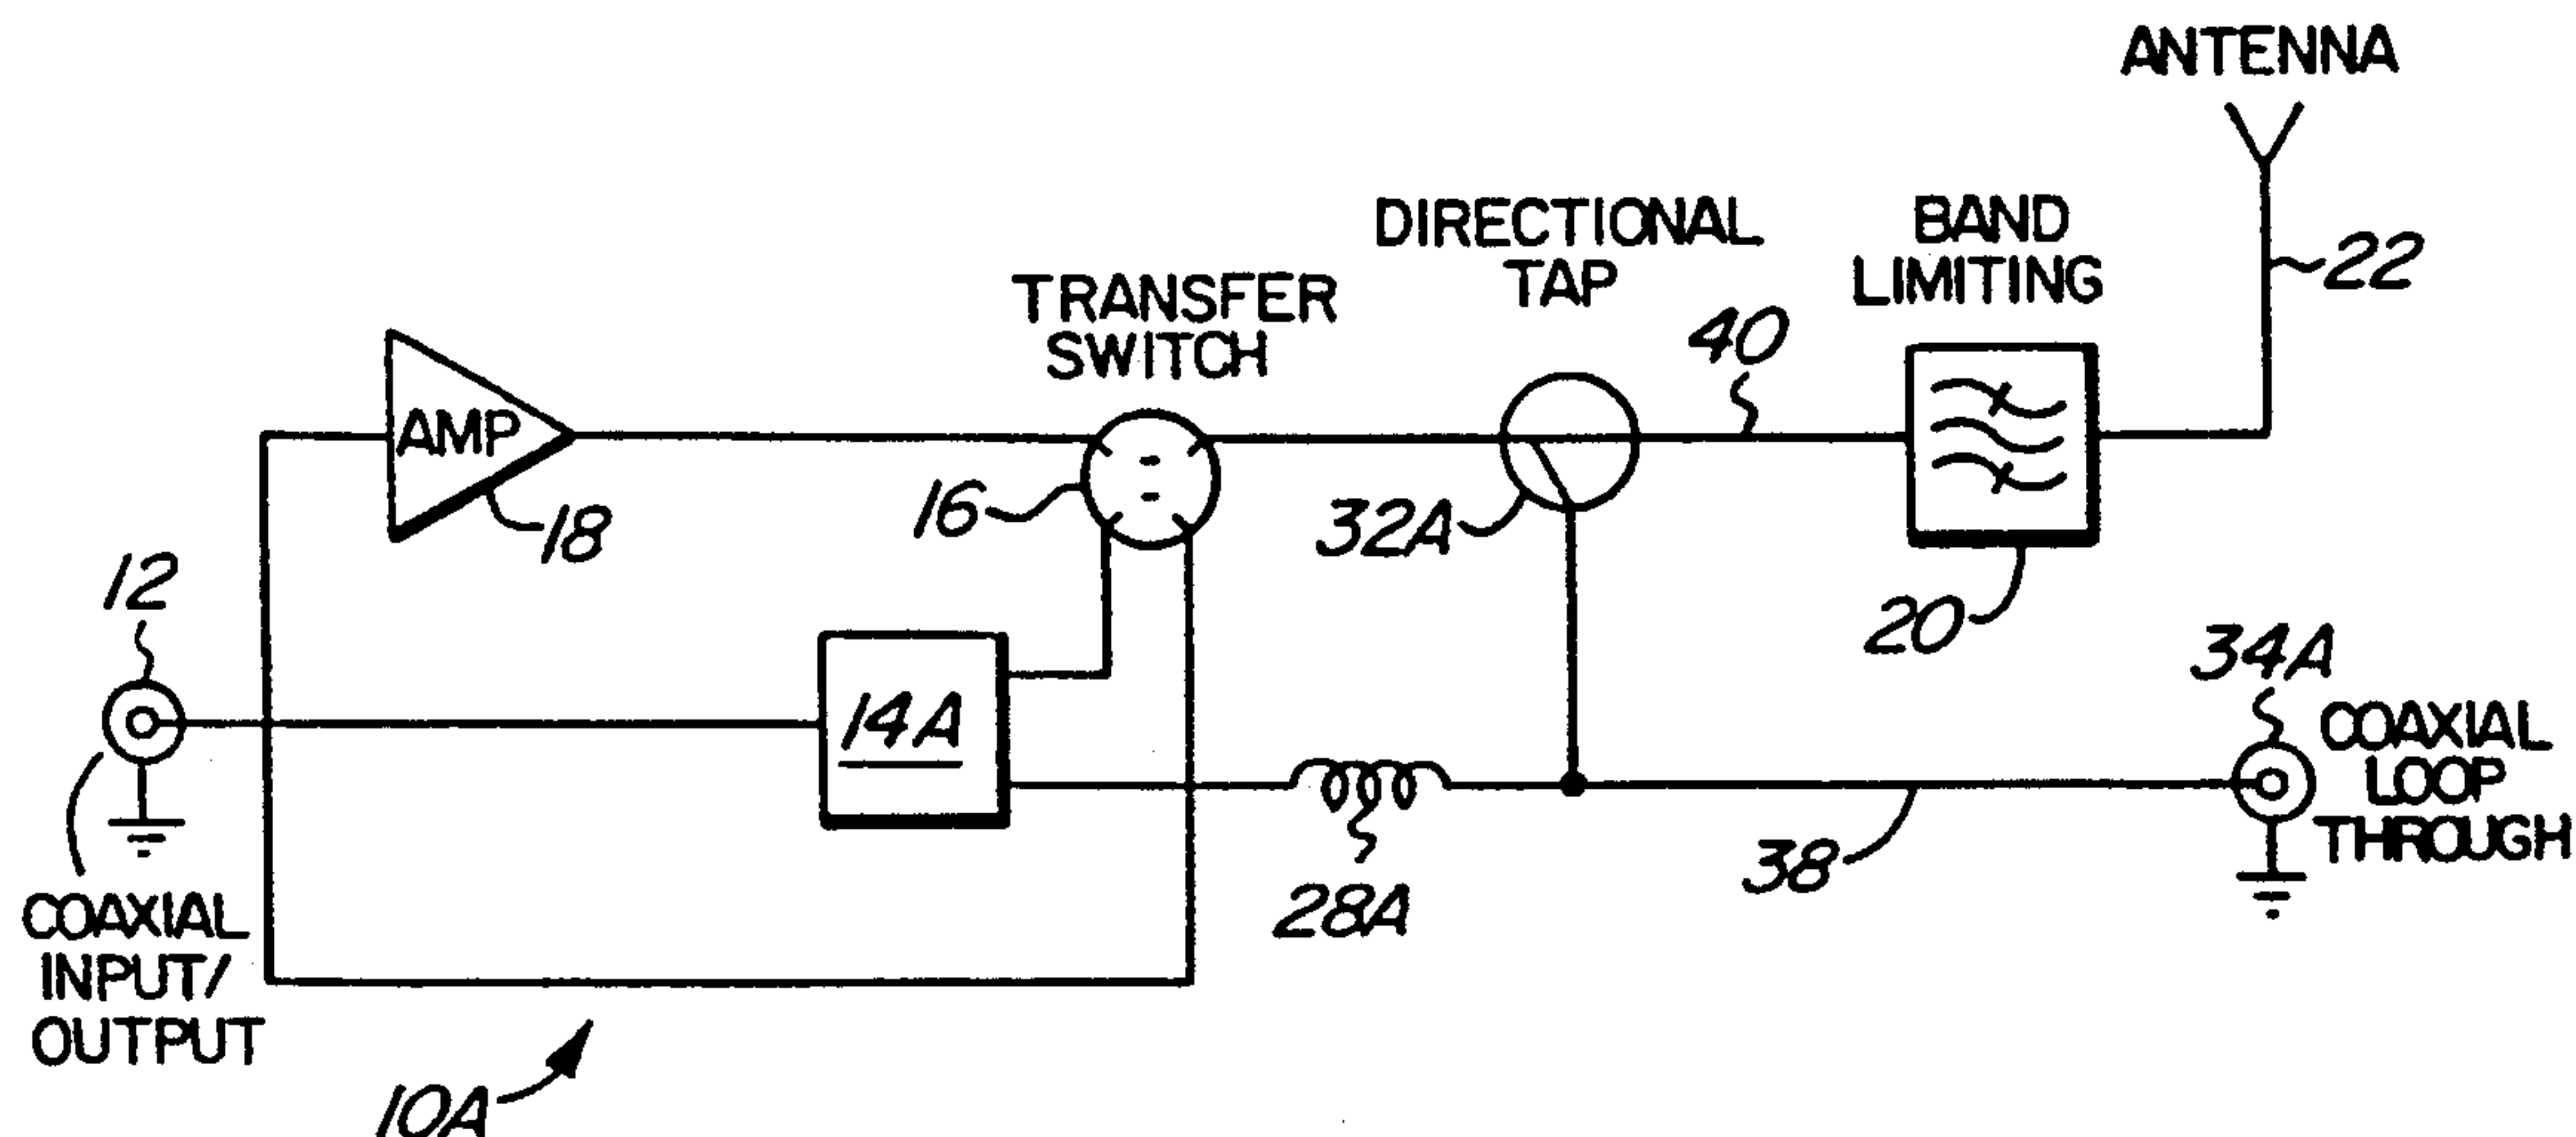 ANTENNA
22
DIRECTIONAL
TAP
BAND
LIMITING
TRANSFER
SWITCH
40
AMP
18
16
32A
20
12
14A
34A
COAXIAL
LOOP
THROUGH
28A
38
COAXIAL
INPUT/
OUTPUT
10A